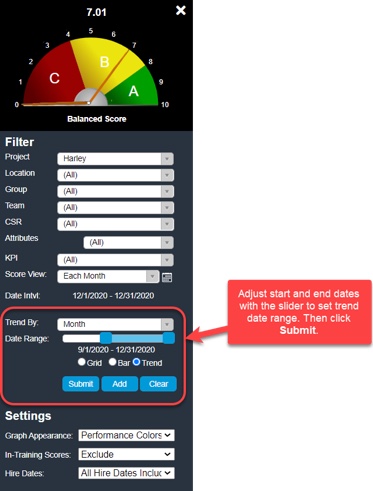 7.01
0 1 2 3 4 5 6 7 8 9 10
C B A
Balanced Score
Filter
Project Harley
Location (All)
Group (All)
Team (All)
CSR (All)
Attributes (All)
KPI (All)
Score View: Each Month
Date Intvl: 12/1/2020 - 12/31/2020
Trend By: Month
Date Range:
9/1/2020 - 12/31/2020
Grid Bar Trend
Submit Add Clear
Adjust start and end dates
with the slider to set trend
date range. Then click
Submit.
Settings
Graph Appearance: Performance Colors
In-Training Scores: Exclude
Hire Dates: All Hire Dates Incluc